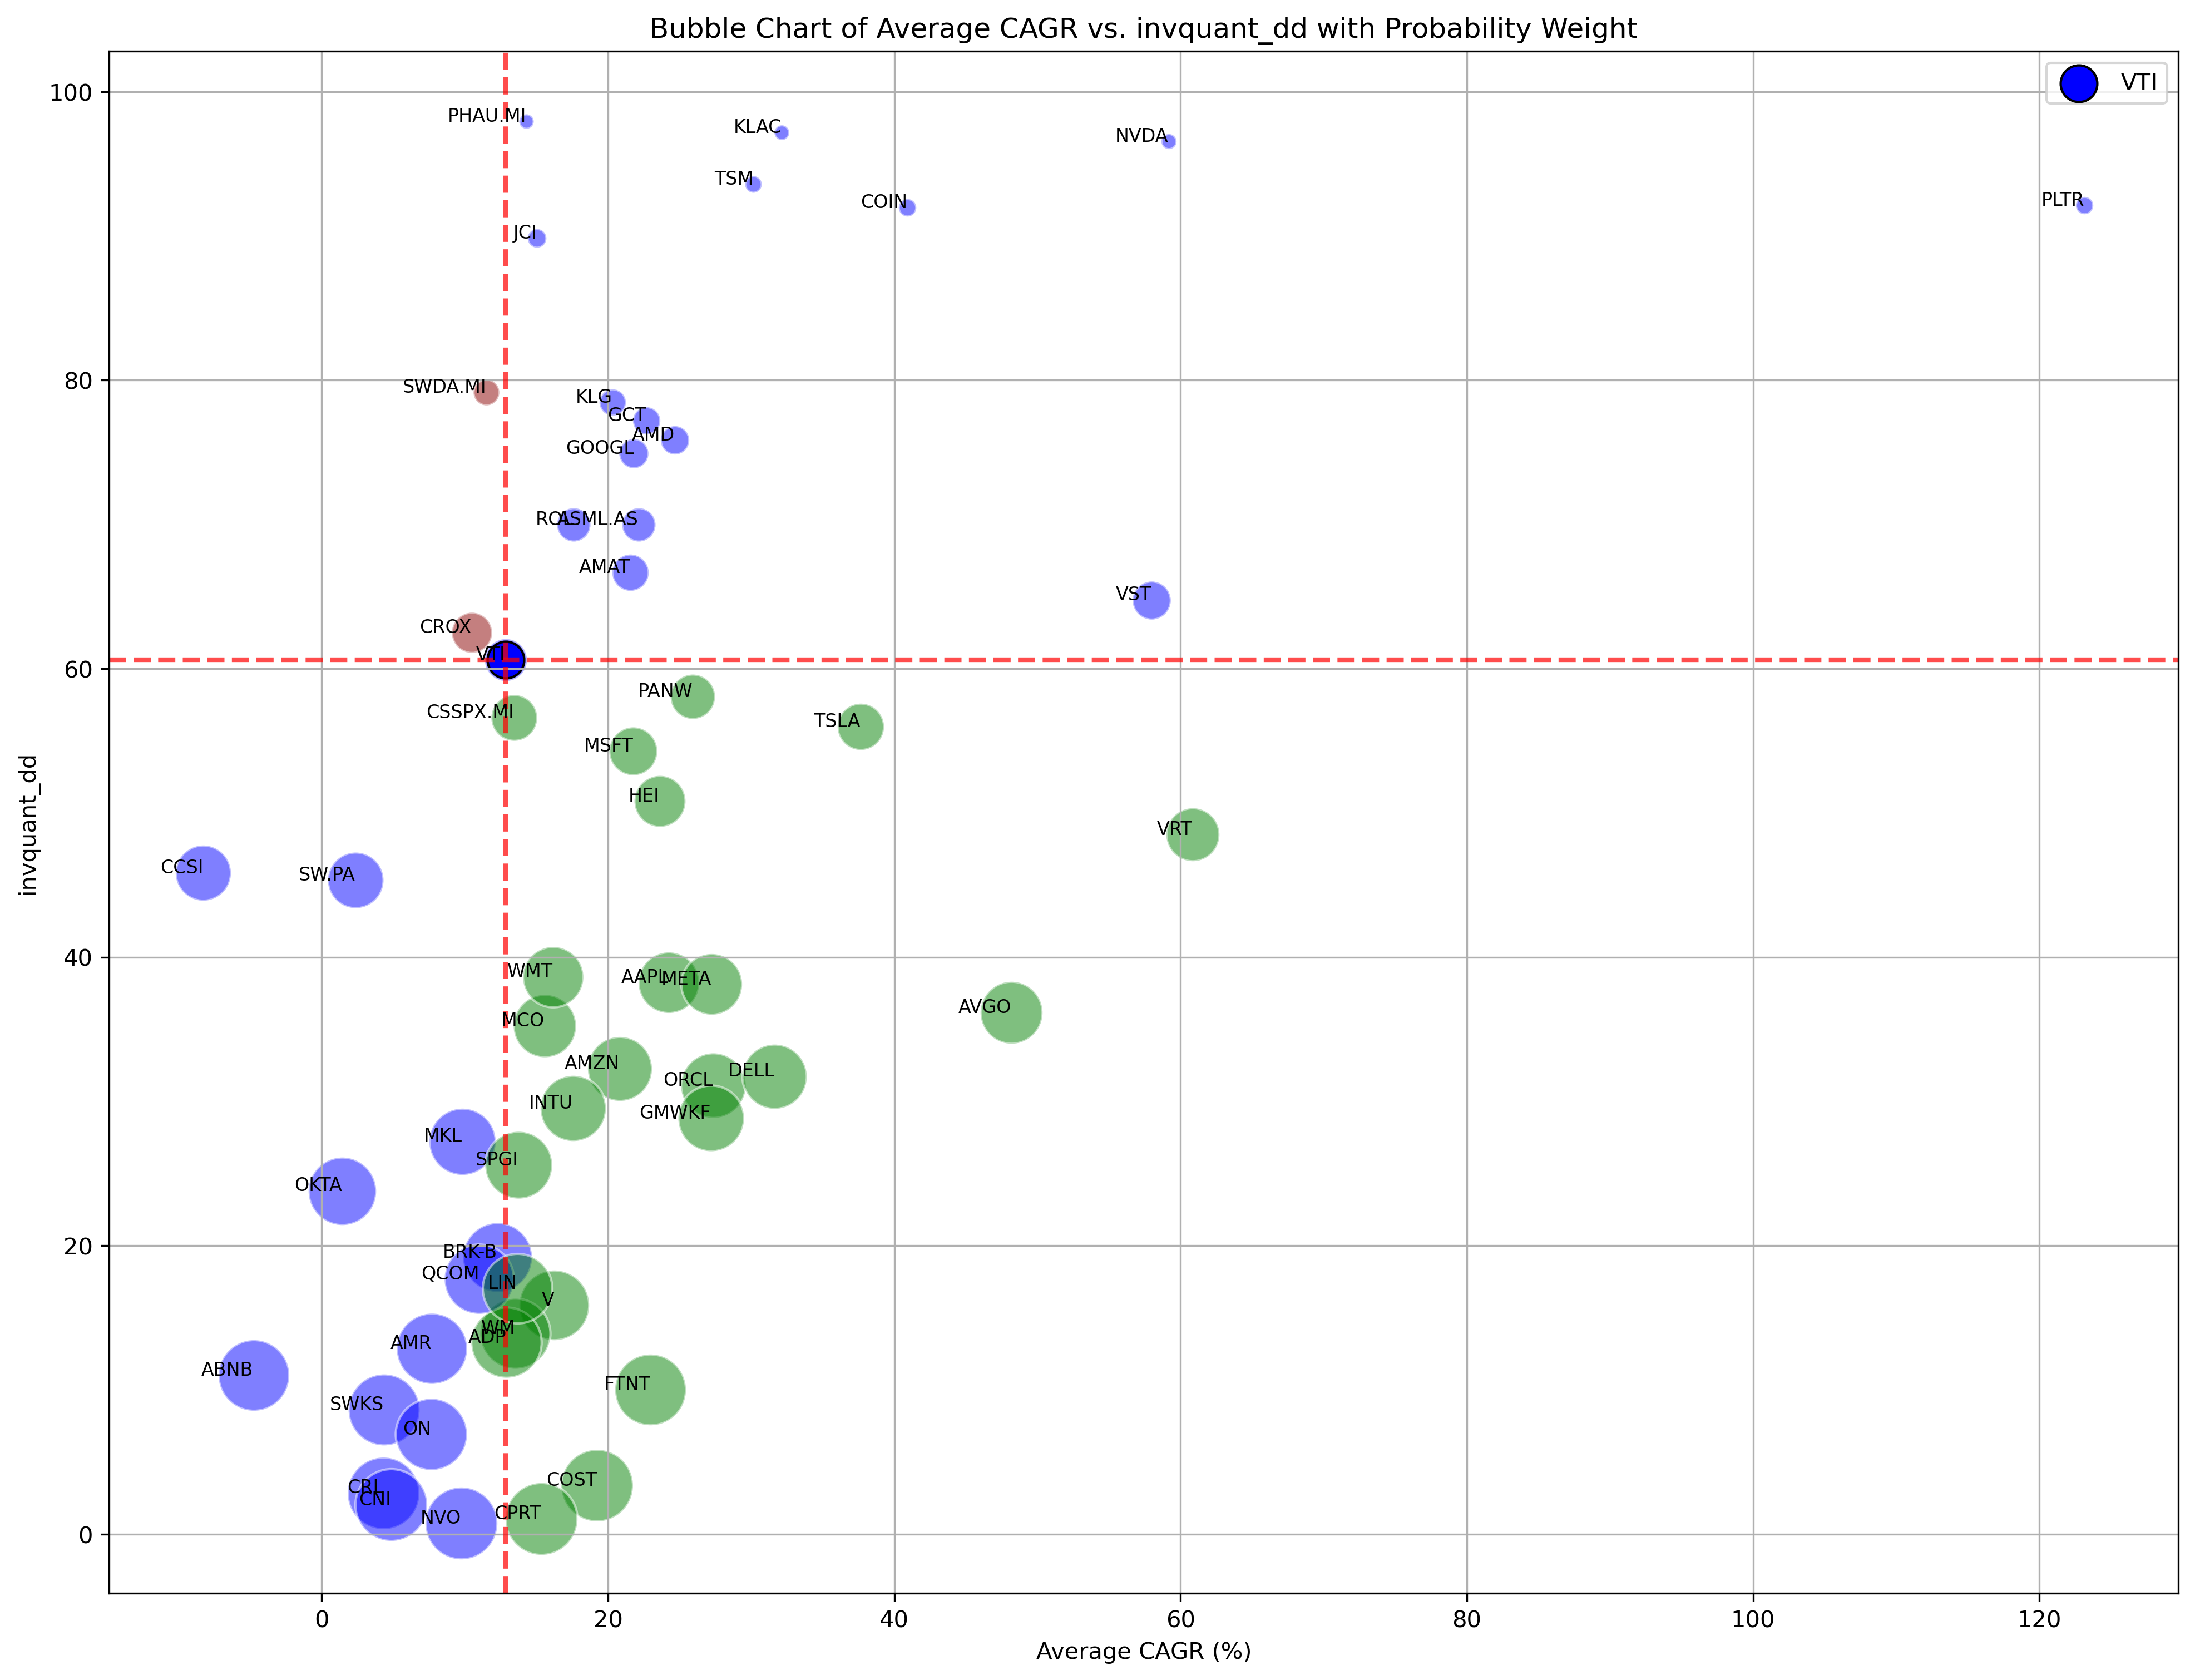 Bubble Chart of Average CAGR vs. invquant_dd with Probability Weight
VTI
100
80
60
40
20
0
invquant_dd
PHAU.MI
KLAC
NVDA
TSM
COIN
PLTR
JCI
SWDA.MI
KLG
GCT
AMD
GOOGL
ROL
ASML.AS
AMAT
VST
CROX
VTI
PANW
CSSPX.MI
TSLA
MSFT
HEI
VRT
CCSI
SW.PA
WMT
AAPL
META
AVGO
MCO
AMZN
DELL
ORCL
INTU
GMWKF
MKL
SPGI
OKTA
BRK-B
QCOM
LIN
V
WM
ADP
AMR
ABNB
FTNT
SWKS
ON
COST
CRL
CNI
CPRT
NVO
0
20
40
60
80
100
120
Average CAGR (%)